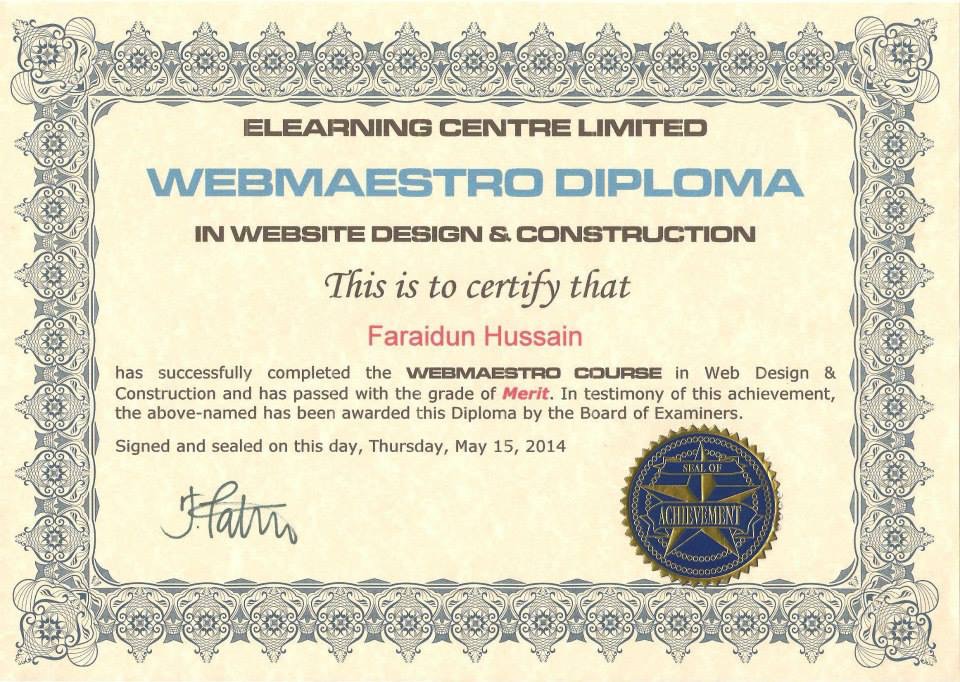 ELEARNING CENTRE LIMITED
WEBMAESTRO DIPLOMA
IN WEBSITE DESIGN & CONSTRUCTION
This is to certify that
Faraidun Hussain
has successfully completed the WEBMAESTRO COURSE in Web Design &
Construction and has passed with the grade of Merit. In testimony of this achievement,
the above-named has been awarded this Diploma by the Board of Examiners.
Signed and sealed on this day, Thursday, May 15, 2014
SEAL OF
ACHIEVEMENT